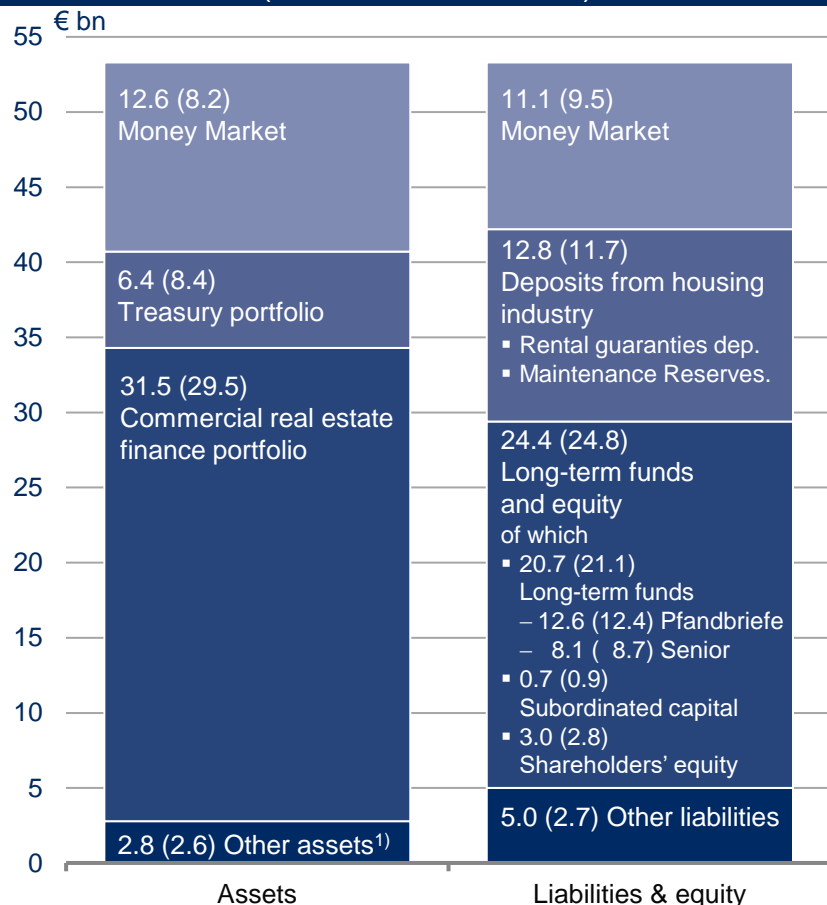 € bn
55
50
45
40
35
30
25
20
15
10
5
0
12.6 (8.2)
Money Market
6.4 (8.4)
Treasury portfolio
31.5 (29.5)
Commercial real estate
finance portfolio
2.8 (2.6) Other assets1)
11.1 (9.5)
Money Market
12.8 (11.7)
Deposits from housing
industry
▪ Rental guaranties dep.
▪ Maintenance Reserves.
24.4 (24.8)
Long-term funds
and equity
of which
▪ 20.7 (21.1)
Long-term funds
– 12.6 (12.4) Pfandbriefe
– 8.1 ( 8.7) Senior
▪ 0.7 (0.9)
Subordinated capital
▪ 3.0 (2.8)
Shareholders’ equity
5.0 (2.7) Other liabilities
Assets
Liabilities & equity